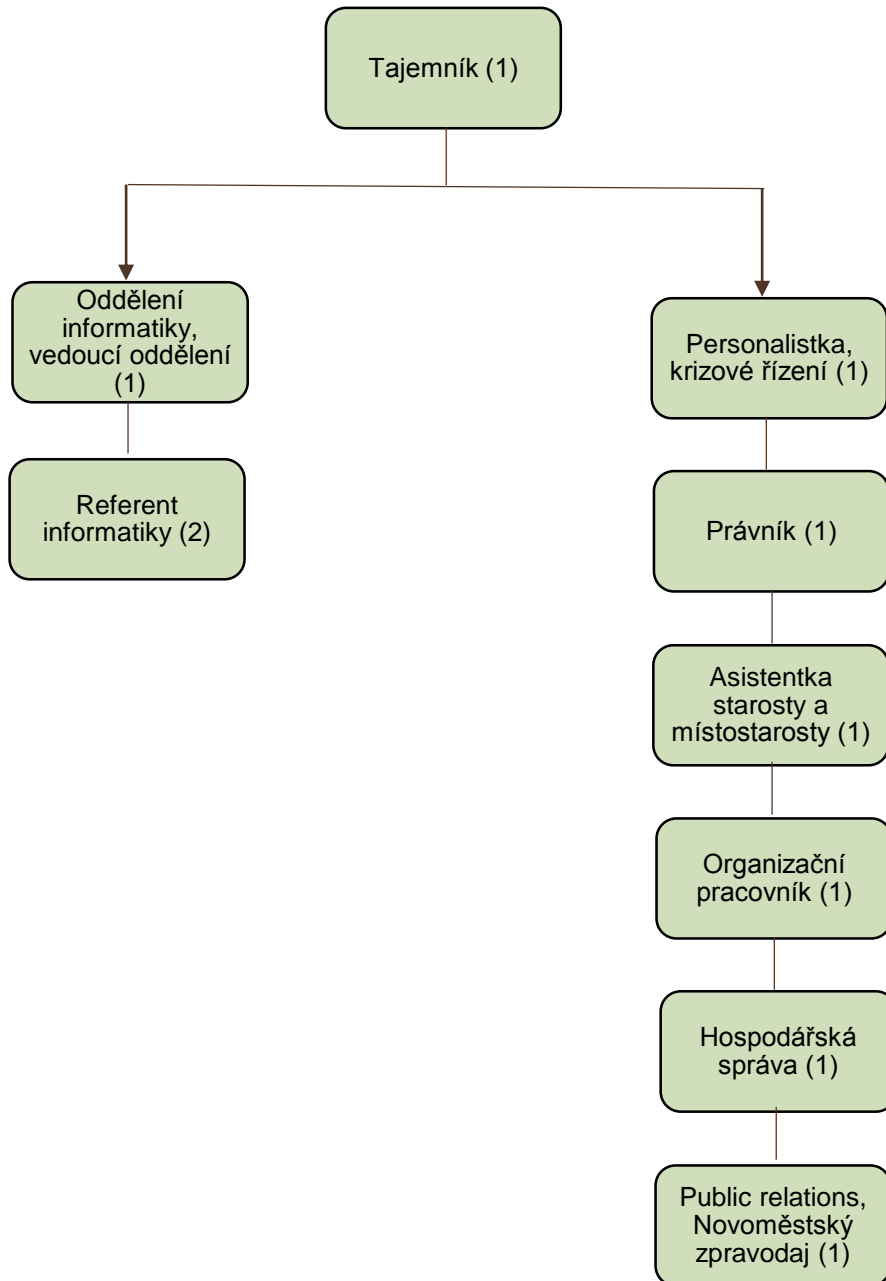 Tajemník (1)
Oddělení
informatiky,
vedoucí oddělení
(1)
Referent
informatiky (2)
Personalistka,
krizové řízení (1)
Právník (1)
Asistentka
starosty a
místostarosty (1)
Organizační
pracovník (1)
Hospodářská
správa (1)
Public relations,
Novoměstský
zpravodaj (1)